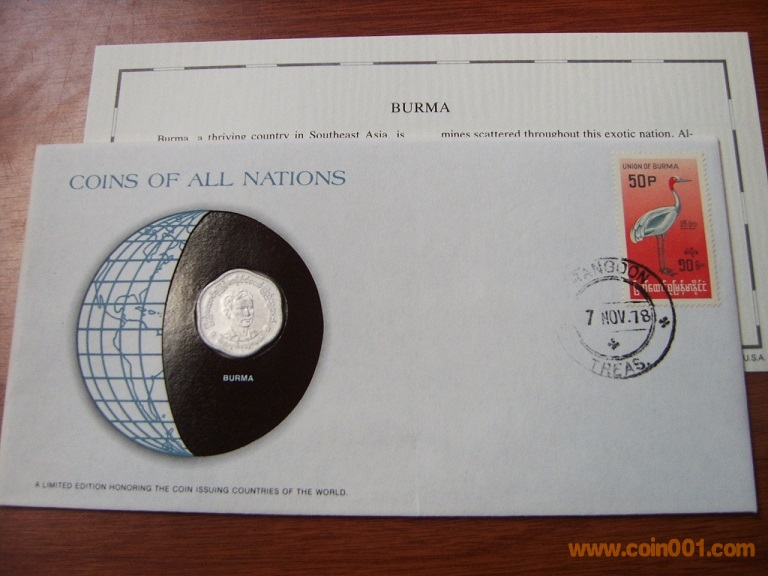 BURMA
Burma, a thriving country in Southeast Asia, is
mines scattered throughout this exotic nation. Al-
COINS OF ALL NATIONS
UNION OF BURMA
50P
RANGOON
7 NOV.78
TREAS.
U.S.A.
BURMA
A LIMITED EDITION HONORING THE COIN ISSUING COUNTRIES OF THE WORLD.
www.coin001.com